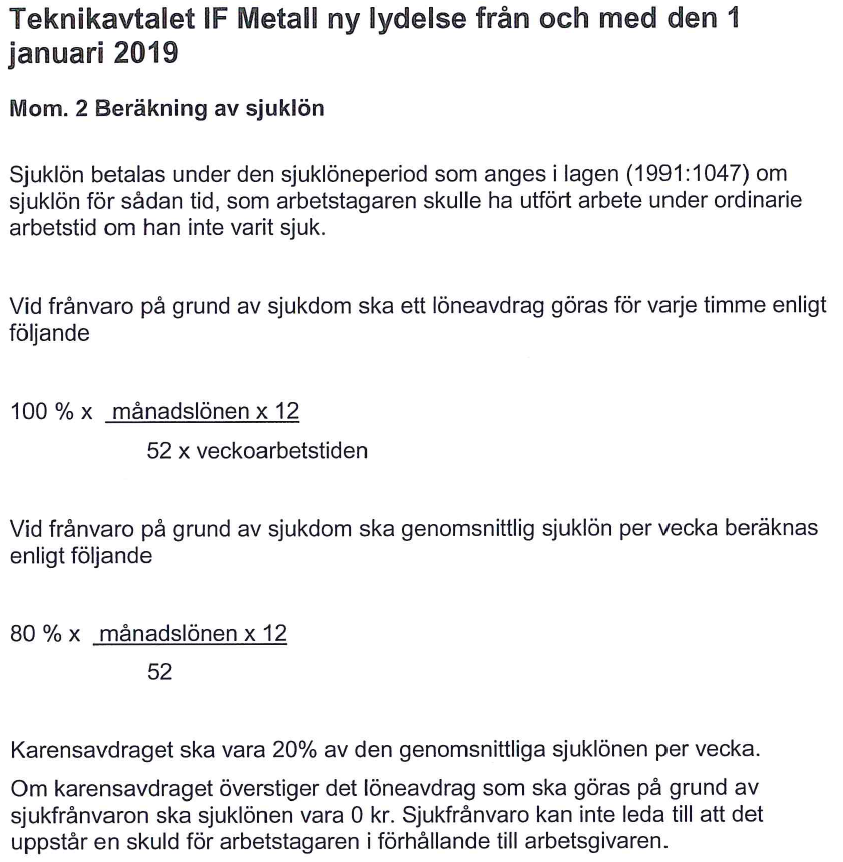 Teknikavtalet IF Metall ny lydelse från och med den 1
januari 2019
Mom. 2 Beräkning av sjuklön
Sjuklön betalas under den sjuklöneperiod som anges i lagen (1991:1047) om
sjuklön för sådan tid, som arbetstagaren skulle ha utfört arbete under ordinarie
arbetstid om han inte varit sjuk.
Vid frånvaro på grund av sjukdom ska ett löneavdrag göras för varje timme enligt
följande
100 % x månadslönen x 12
52 x veckoarbetstiden
Vid frånvaro på grund av sjukdom ska genomsnittlig sjuklön per vecka beräknas
enligt följande
80 % x månadslönen x 12
52
Karensavdraget ska vara 20% av den genomsnittliga sjuklönen per vecka.
Om karensavdraget överstiger det löneavdrag som ska göras på grund av
sjukfrånvaron ska sjuklönen vara 0 kr. Sjukfrånvaro kan inte leda till att det
uppstår en skuld för arbetstagaren i förhållande till arbetsgivaren.